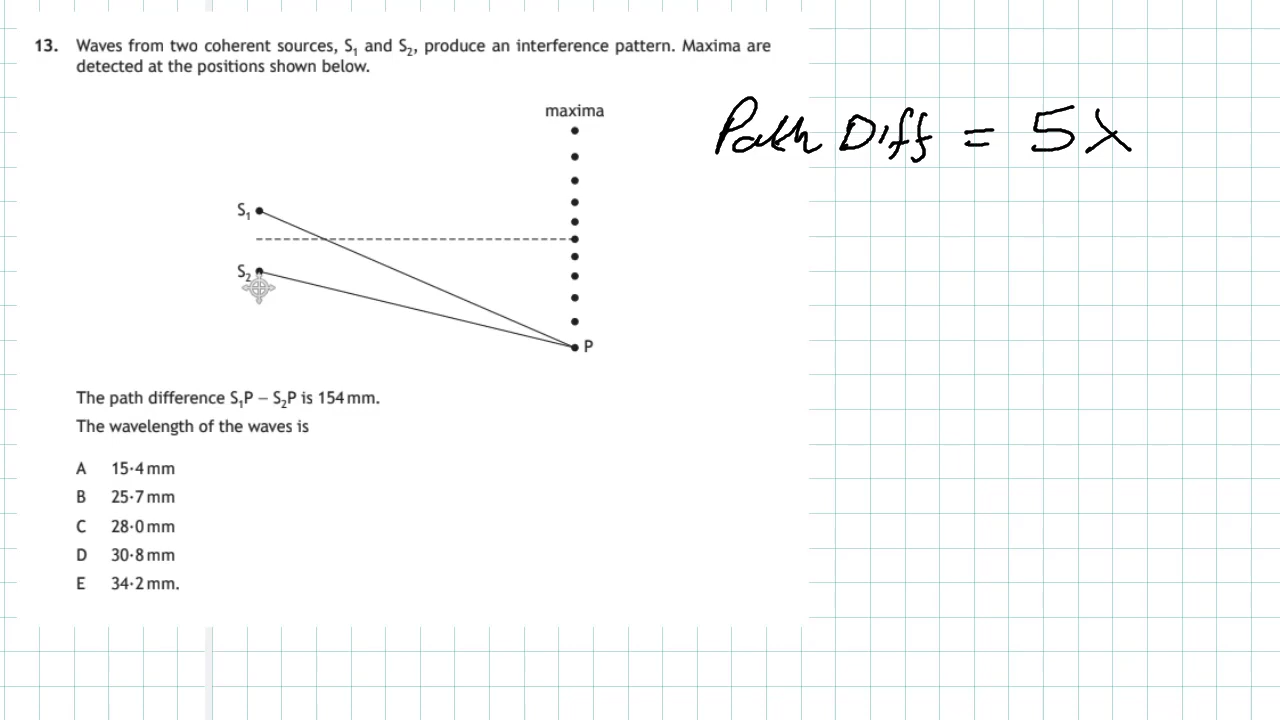 13. Waves from two coherent sources, S₁ and S₂, produce an interference pattern. Maxima are
detected at the positions shown below.
maxima
Path Diff = 5λ
S₁
S₂
P
The path difference S₁P – S₂P is 154 mm.
The wavelength of the waves is
A 15·4 mm
B 25·7 mm
C 28·0 mm
D 30·8 mm
E 34·2 mm.